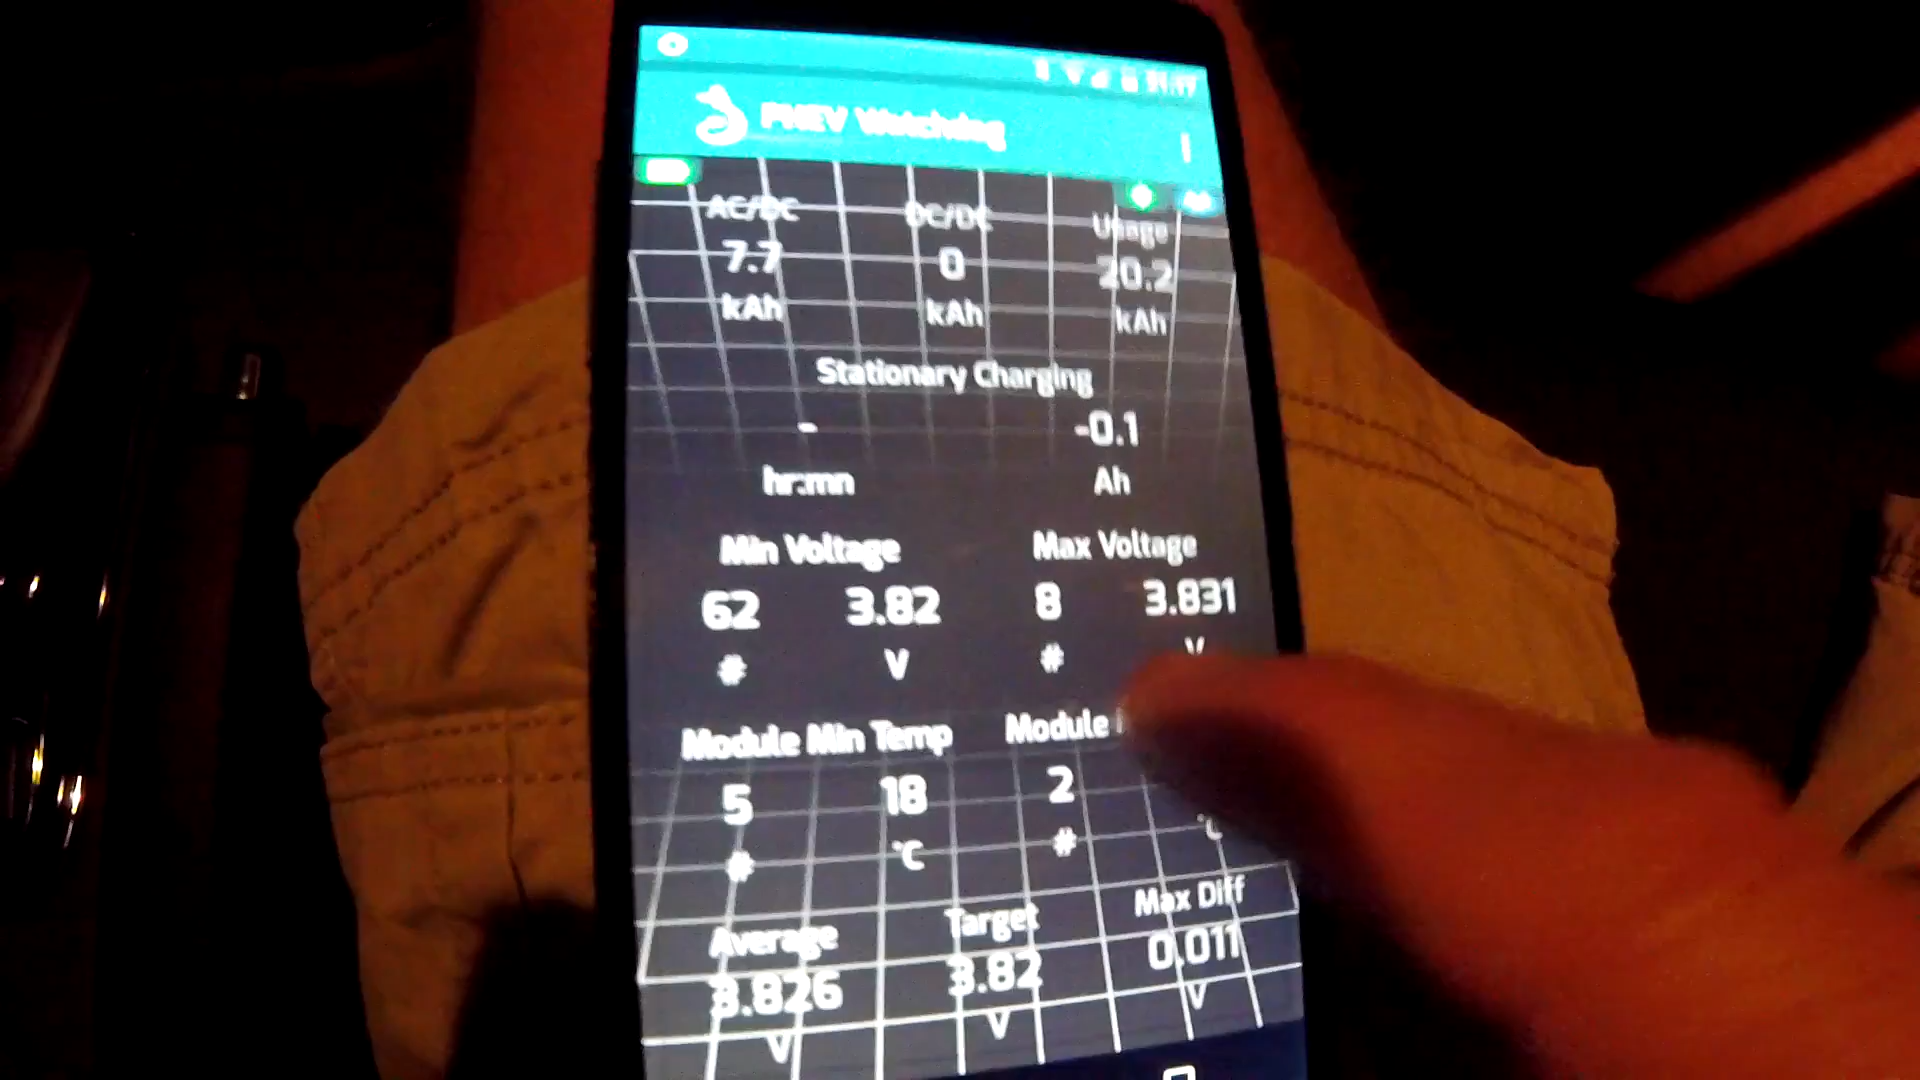 PHEV Watchdog
AC/DC DC/DC Usage
7.7 0 20.2
kAh kAh kAh
Stationary Charging
- -0.1
hr:mn Ah
Min Voltage Max Voltage
62 3.82 8 3.831
# V # V
Module Min Temp Module
5 18 2
# °C # °C
Average Target Max Diff
3.826 3.82 0.011
V V V